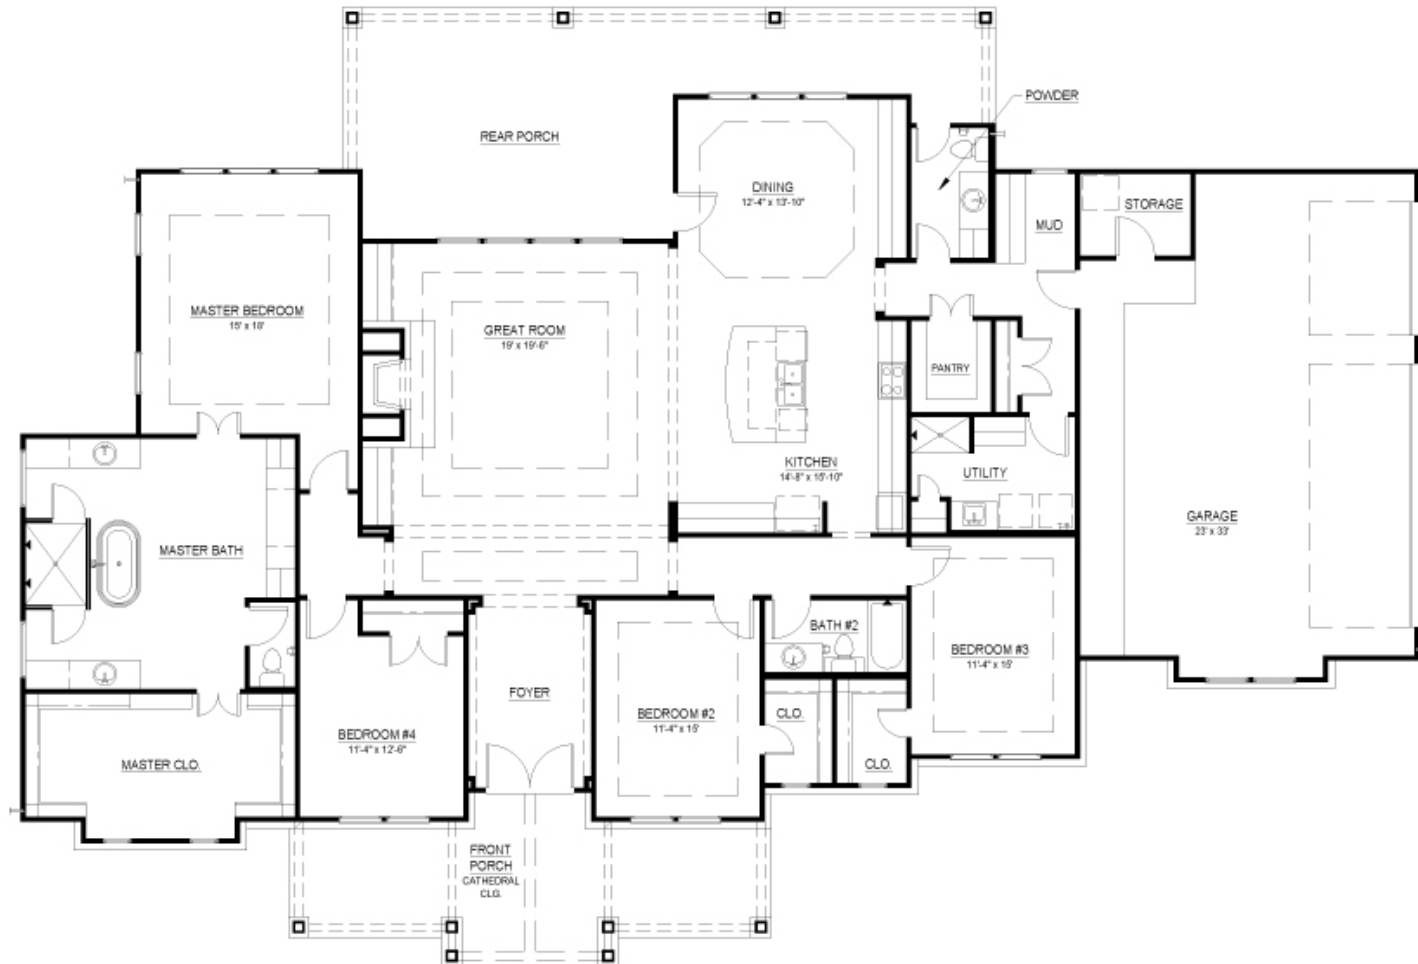 POWDER
REAR PORCH
DINING
12'-4" x 13'-10"
STORAGE
MUD
MASTER BEDROOM
15' x 18'
GREAT ROOM
19' x 19'-6"
PANTRY
KITCHEN
14'-8" x 15'-10"
UTILITY
GARAGE
23' x 33'
MASTER BATH
BATH #2
BEDROOM #3
11'-4" x 16'
FOYER
BEDROOM #2
11'-4" x 15'
CLO.
BEDROOM #4
11'-4" x 12'-6"
MASTER CLO.
CLO.
FRONT
PORCH
CATHEDRAL
CLG.